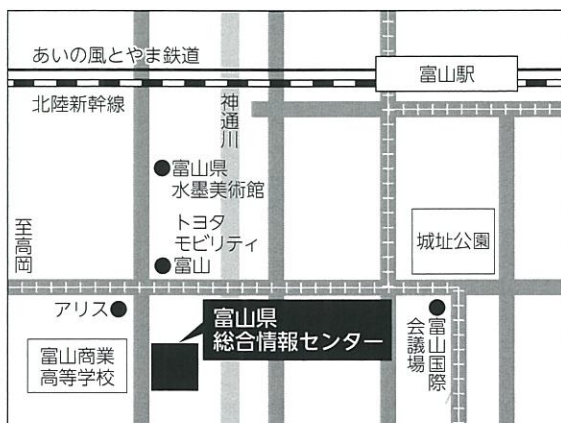 あいの風とやま鉄道
富山駅
北陸新幹線
神通川
富山県
水墨美術館
トヨタ
モビリティ
富山
至高岡
城址公園
アリス
富山県
総合情報センター
富山国際
会議場
富山商業
高等学校